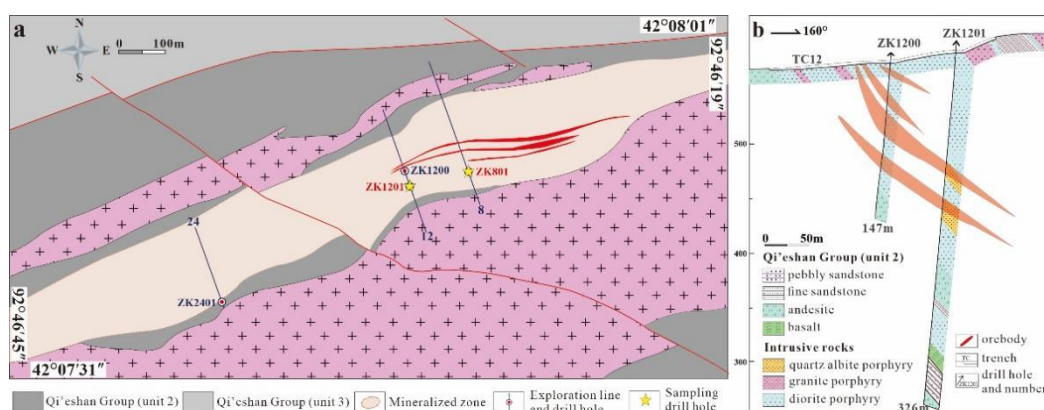 a
N
W E
S
0 100m
42°08′01″
92°46′19″
ZK1200
ZK1201
ZK801
8
12
24
ZK2401
92°46′45″
42°07′31″
Qi'eshan Group (unit 2)
Qi'eshan Group (unit 3)
Mineralized zone
Exploration line
and drill hole
Sampling
drill hole
b
160°
ZK1200
ZK1201
TC12
500
400
300
147m
326m
0 50m
Qi'eshan Group (unit 2)
pebbly sandstone
fine sandstone
andesite
basalt
Intrusive rocks
quartz albite porphyry
granite porphyry
diorite porphyry
orebody
TC
trench
ZK1201
drill hole
and number